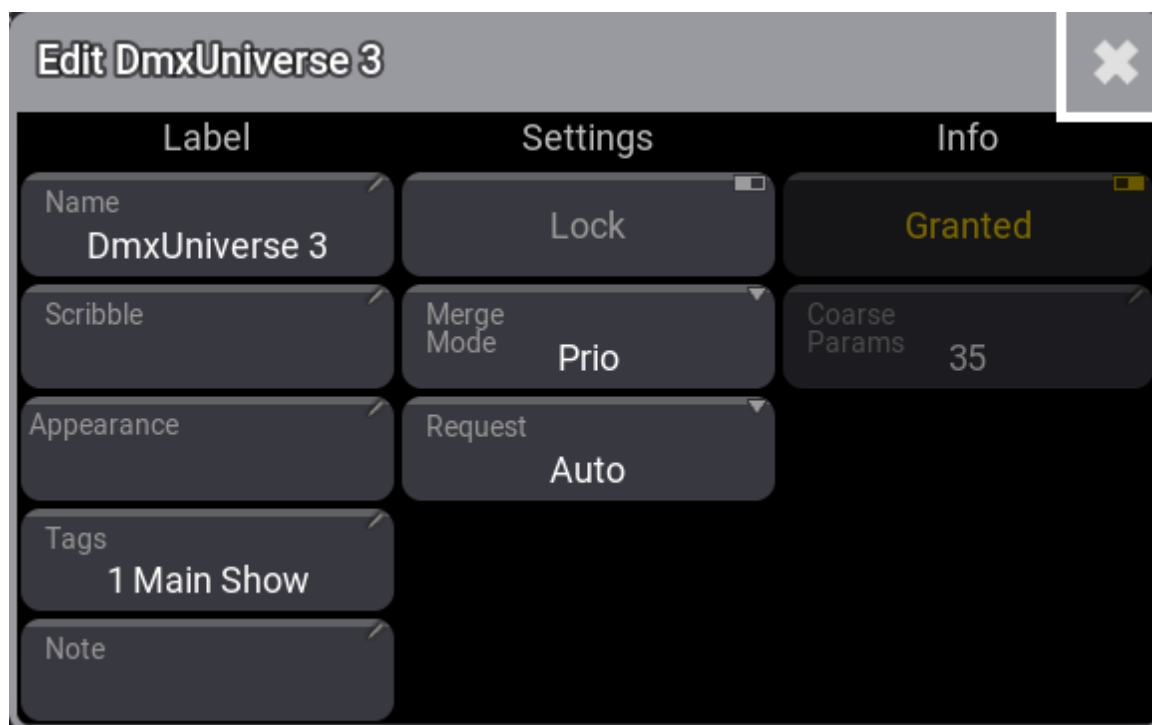 Edit DmxUniverse 3
Label
Settings
Info
Name
DmxUniverse 3
Lock
Granted
Scribble
Merge
Mode
Prio
Coarse
Params
35
Appearance
Request
Auto
Tags
1 Main Show
Note